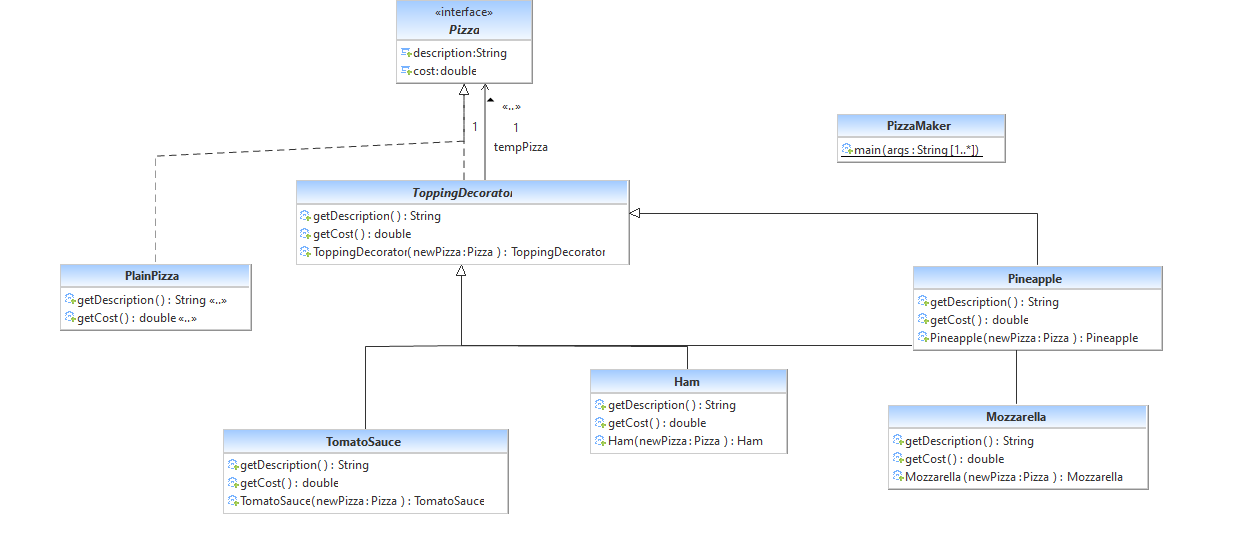 «interface»
Pizza
description:String
cost:double
«..»
1
1
tempPizza
PizzaMaker
main(args : String [1..*])
ToppingDecorator
getDescription() : String
getCost() : double
ToppingDecorator(newPizza:Pizza ) : ToppingDecorator
PlainPizza
getDescription() : String «..»
getCost() : double «..»
Pineapple
getDescription() : String
getCost() : double
Pineapple(newPizza:Pizza ) : Pineapple
Ham
getDescription() : String
getCost() : double
Ham(newPizza:Pizza ) : Ham
Mozzarella
getDescription() : String
getCost() : double
Mozzarella(newPizza:Pizza ) : Mozzarella
TomatoSauce
getDescription() : String
getCost() : double
TomatoSauce(newPizza:Pizza ) : TomatoSauce